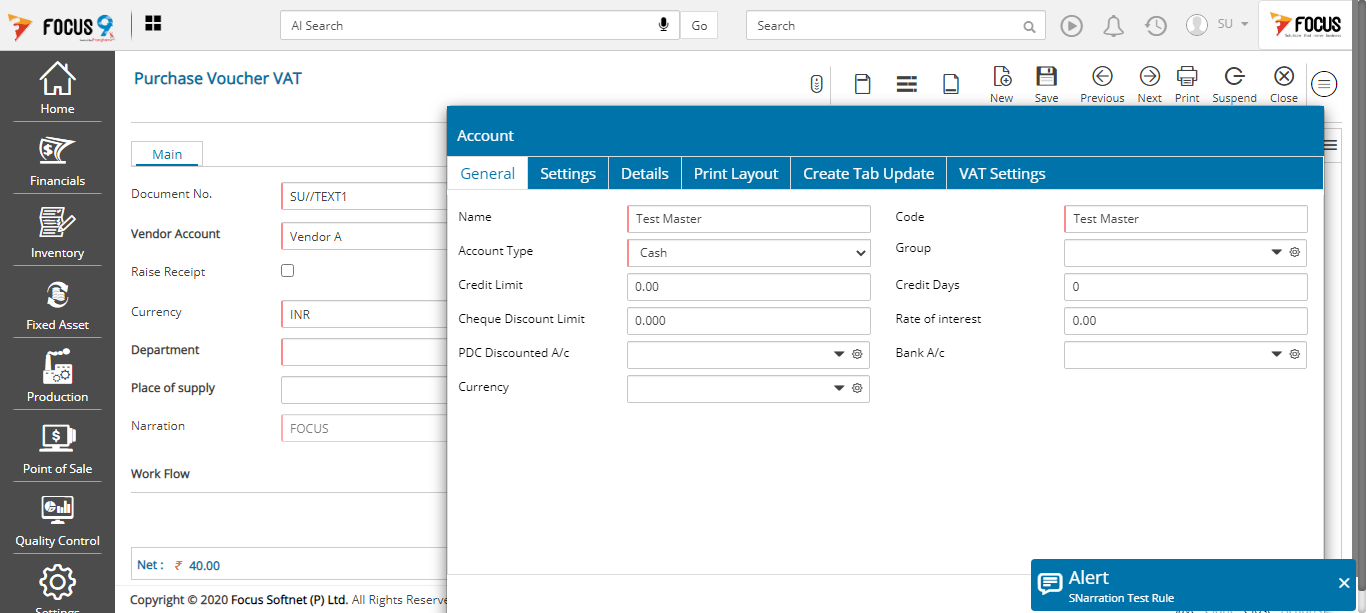 FOCUS 9
AI Search
Go
Search
SU
FOCUS
Home
Financials
Inventory
Fixed Asset
Production
Point of Sale
Quality Control
Settings
Purchase Voucher VAT
New
Save
Previous
Next
Print
Suspend
Close
Main
Document No.
SU//TEXT1
Vendor Account
Vendor A
Raise Receipt
Currency
INR
Department
Place of supply
Narration
FOCUS
Work Flow
Net : ₹ 40.00
Copyright © 2020 Focus Softnet (P) Ltd. All Rights Reserve
Account
General
Settings
Details
Print Layout
Create Tab Update
VAT Settings
Name
Test Master
Code
Test Master
Account Type
Cash
Group
Credit Limit
0.00
Credit Days
0
Cheque Discount Limit
0.000
Rate of interest
0.00
PDC Discounted A/c
Bank A/c
Currency
Alert
SNarration Test Rule